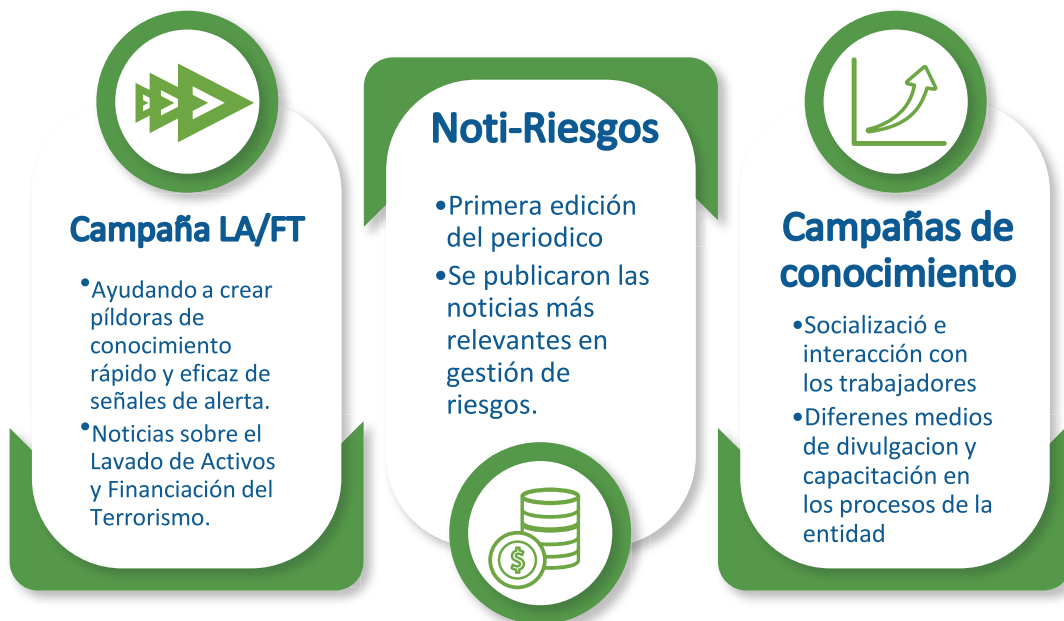 Campaña LA/FT
•Ayudando a crear
píldoras de
conocimiento
rápido y eficaz de
señales de alerta.
•Noticias sobre el
Lavado de Activos
y Financiación del
Terrorismo.
Noti-Riesgos
•Primera edición
del periodico
•Se publicaron las
noticias más
relevantes en
gestión de
riesgos.
$
Campañas de
conocimiento
•Socializació e
interacción con
los trabajadores
•Diferenes medios
de divulgacion y
capacitación en
los procesos de la
entidad